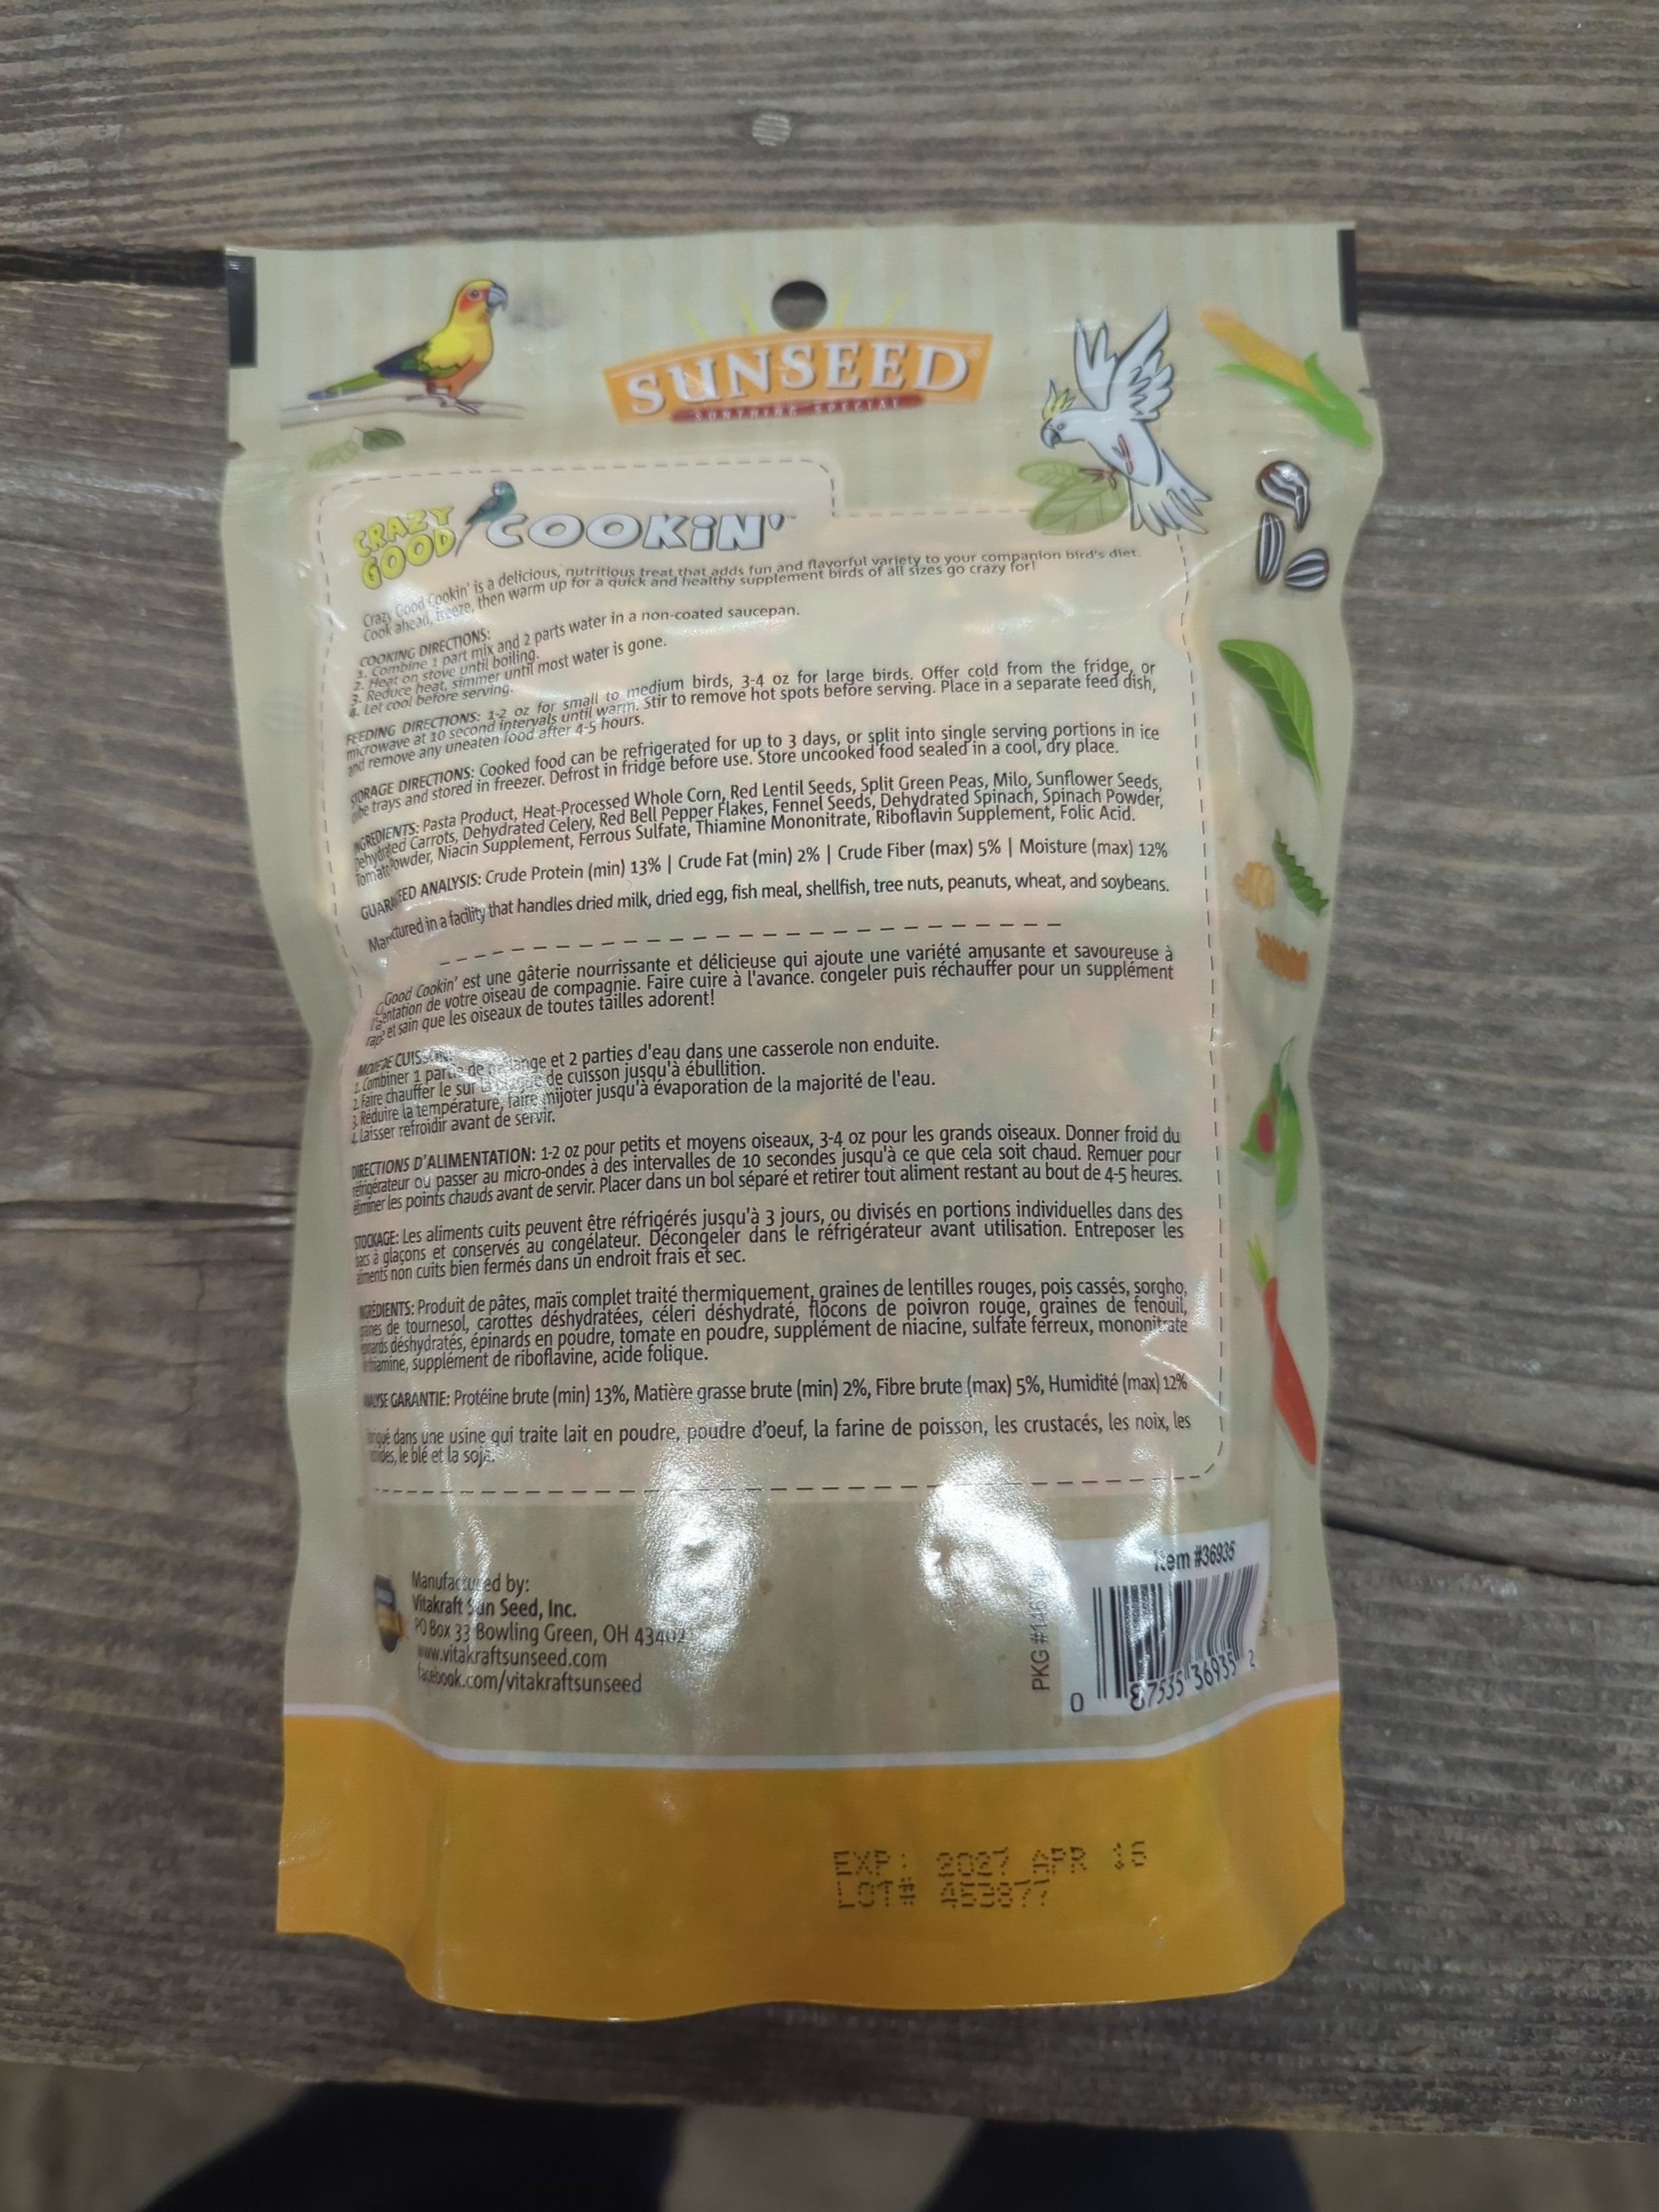 SUNSEED®
SUNTHING SPECIAL
CRAZY
GOOD
COOKiN'™
Crazy Good Cookin' is a delicious, nutritious treat that adds fun and flavorful variety to your companion bird's diet.
Cook ahead, freeze, then warm up for a quick and healthy supplement birds of all sizes go crazy for!
COOKING DIRECTIONS:
1. Combine 1 part mix and 2 parts water in a non-coated saucepan.
2. Heat on stove until boiling.
3. Reduce heat, simmer until most water is gone.
4. Let cool before serving.
FEEDING DIRECTIONS: 1-2 oz for small to medium birds, 3-4 oz for large birds. Offer cold from the fridge, or
microwave at 10 second intervals until warm. Stir to remove hot spots before serving. Place in a separate feed dish,
and remove any uneaten food after 4-5 hours.
STORAGE DIRECTIONS: Cooked food can be refrigerated for up to 3 days, or split into single serving portions in ice
cube trays and stored in freezer. Defrost in fridge before use. Store uncooked food sealed in a cool, dry place.
INGREDIENTS: Pasta Product, Heat-Processed Whole Corn, Red Lentil Seeds, Split Green Peas, Milo, Sunflower Seeds,
Dehydrated Carrots, Dehydrated Celery, Red Bell Pepper Flakes, Fennel Seeds, Dehydrated Spinach, Spinach Powder,
Tomato Powder, Niacin Supplement, Ferrous Sulfate, Thiamine Mononitrate, Riboflavin Supplement, Folic Acid.
ANALYSIS: Crude Protein (min) 13% | Crude Fat (min) 2% | Crude Fiber (max) 5% | Moisture (max) 12%
in a facility that handles dried milk, dried egg, fish meal, shellfish, tree nuts, peanuts, wheat, and soybeans.
Good Cookin' est une gâterie nourrissante et délicieuse qui ajoute une variété amusante et savoureuse à
de votre oiseau de compagnie. Faire cuire à l'avance. congeler puis réchauffer pour un supplément
et sain que les oiseaux de toutes tailles adorent!
CUISSON:
1. Combiner 1 partie de mélange et 2 parties d'eau dans une casserole non enduite.
2. Faire chauffer le sur la plaque de cuisson jusqu'à ébullition.
3. Réduire la température, faire mijoter jusqu'à évaporation de la majorité de l'eau.
4. Laisser refroidir avant de servir.
DIRECTIONS D'ALIMENTATION: 1-2 oz pour petits et moyens oiseaux, 3-4 oz pour les grands oiseaux. Donner froid du
réfrigérateur ou passer au micro-ondes à des intervalles de 10 secondes jusqu'à ce que cela soit chaud. Remuer pour
éliminer les points chauds avant de servir. Placer dans un bol séparé et retirer tout aliment restant au bout de 4-5 heures.
STOCKAGE: Les aliments cuits peuvent être réfrigérés jusqu'à 3 jours, ou divisés en portions individuelles dans des
bacs à glaçons et conservés au congélateur. Décongeler dans le réfrigérateur avant utilisation. Entreposer les
aliments non cuits bien fermés dans un endroit frais et sec.
INGRÉDIENTS: Produit de pâtes, maïs complet traité thermiquement, graines de lentilles rouges, pois cassés, sorgho,
graines de tournesol, carottes déshydratées, céleri déshydraté, flocons de poivron rouge, graines de fenouil,
déshydratés, épinards en poudre, tomate en poudre, supplément de niacine, sulfate ferreux, mononitrate
thiamine, supplément de riboflavine, acide folique.
GARANTIE: Protéine brute (min) 13%, Matière grasse brute (min) 2%, Fibre brute (max) 5%, Humidité (max) 12%
dans une usine qui traite lait en poudre, poudre d'oeuf, la farine de poisson, les crustacés, les noix, les
le blé et la soja.
Manufactured by:
Vitakraft Sun Seed, Inc.
PO Box 33 Bowling Green, OH 43402
www.vitakraftsunseed.com
facebook.com/vitakraftsunseed
Item #36935
PKG
0 87535 36935 2
EXP: 2027 APR 16
LOT# 453877